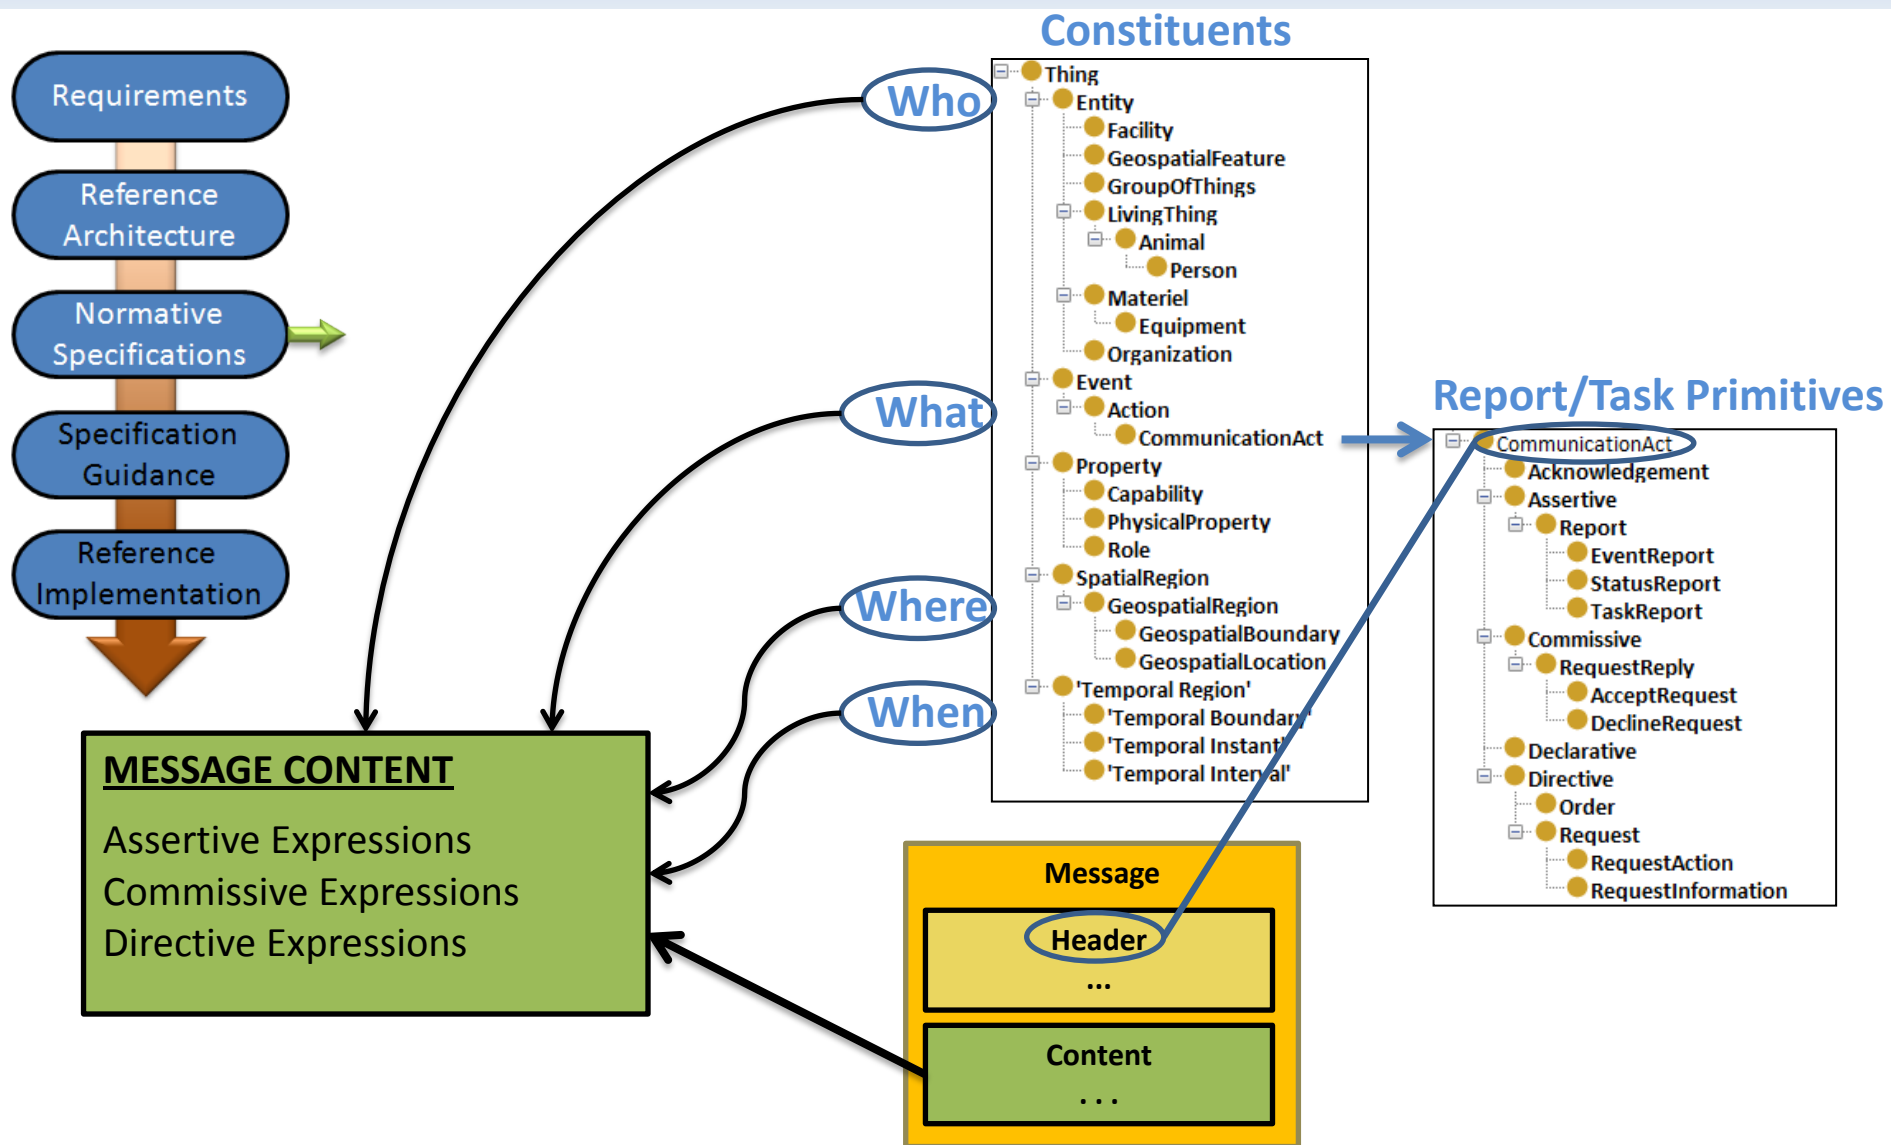 Requirements
Reference
Architecture
Normative
Specifications
Specification
Guidance
Reference
Implementation
Constituents
Who
What
Where
When
Thing
Entity
Facility
GeospatialFeature
GroupOfThings
LivingThing
Animal
Person
Materiel
Equipment
Organization
Event
Action
CommunicationAct
Property
Capability
PhysicalProperty
Role
SpatialRegion
GeospatialRegion
GeospatialBoundary
GeospatialLocation
'Temporal Region'
'Temporal Boundary'
'Temporal Instant'
'Temporal Interval'
Report/Task Primitives
CommunicationAct
Acknowledgement
Assertive
Report
EventReport
StatusReport
TaskReport
Commissive
RequestReply
AcceptRequest
DeclineRequest
Declarative
Directive
Order
Request
RequestAction
RequestInformation
MESSAGE CONTENT
Assertive Expressions
Commissive Expressions
Directive Expressions
Message
Header
...
Content
. . .